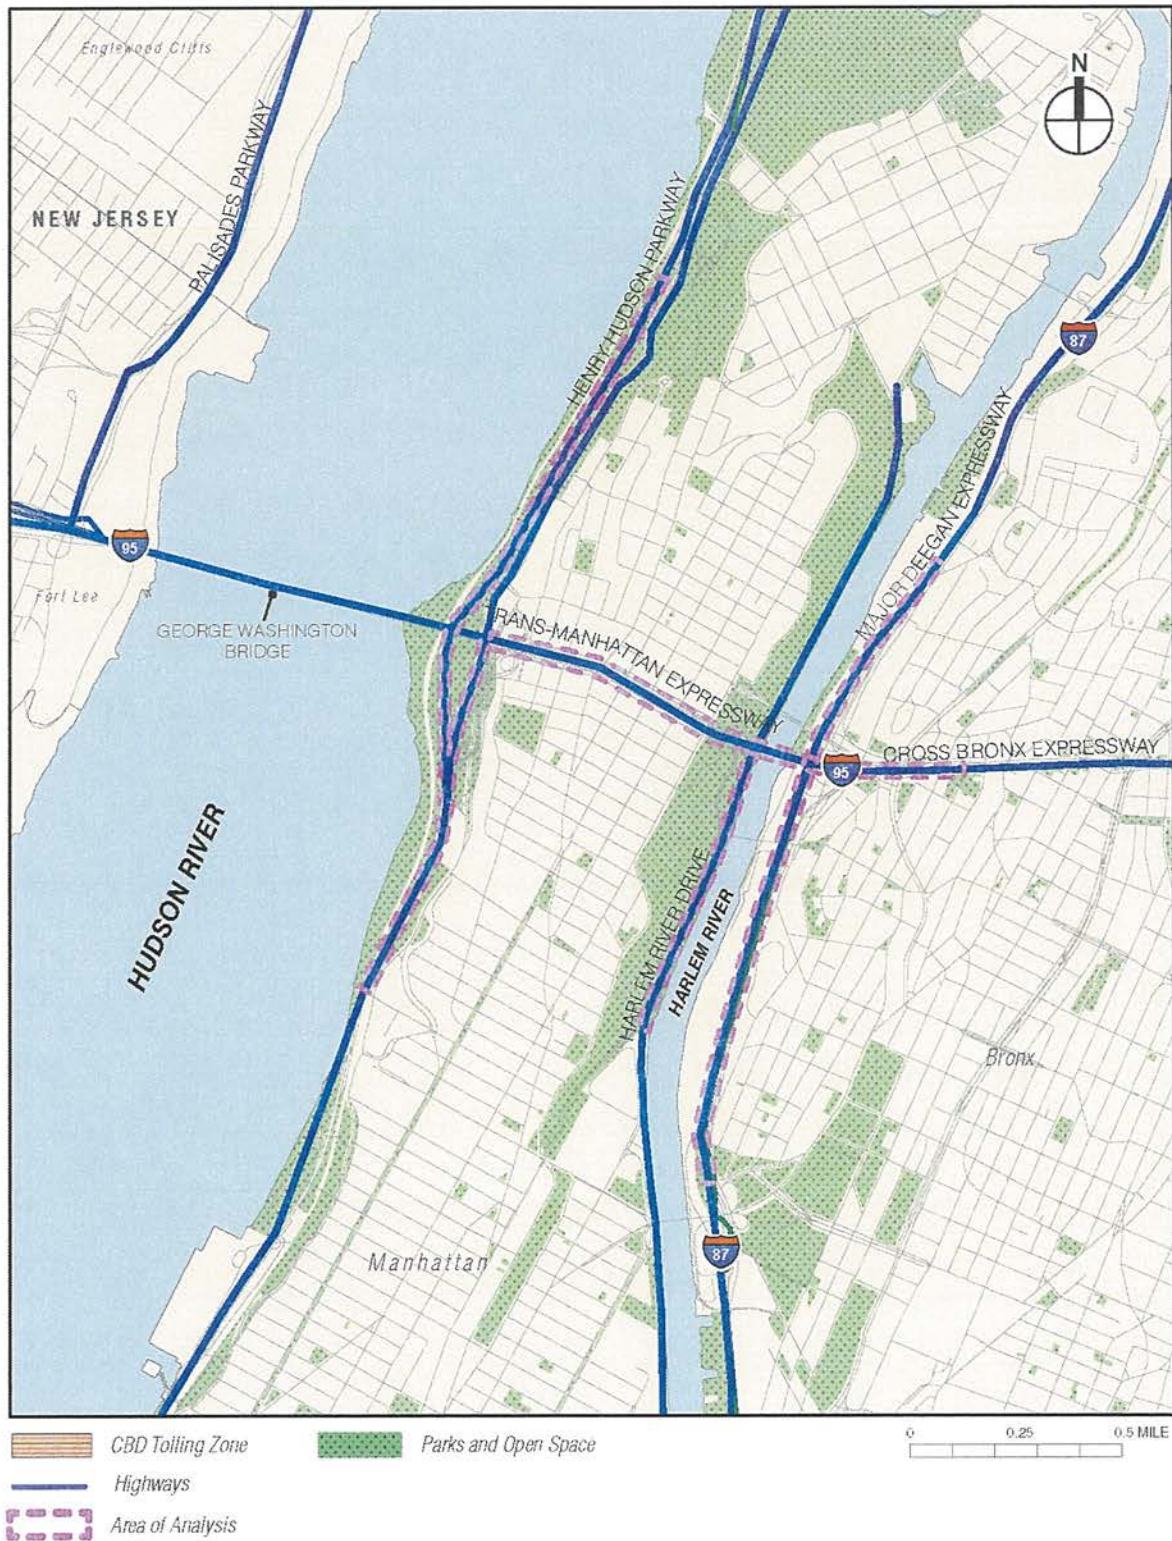 Englewood Cliffs
N
NEW JERSEY
PALISADES PARKWAY
HENRY HUDSON PARKWAY
87
MAJOR DEEGAN EXPRESSWAY
95
Fort Lee
GEORGE WASHINGTON
BRIDGE
TRANS-MANHATTAN EXPRESSWAY
CROSS BRONX EXPRESSWAY
95
HUDSON RIVER
HARLEM RIVER DRIVE
HARLEM RIVER
Bronx
Manhattan
87
CBD Tolling Zone
Parks and Open Space
0 0.25 0.5 MILE
Highways
Area of Analysis